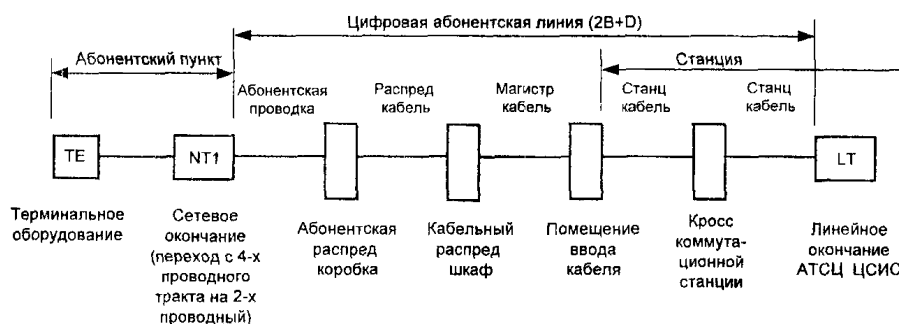 Цифровая абонентская линия (2B+D)
Абонентский пункт
Станция
Абонентская проводка
Распред кабель
Магистр кабель
Станц кабель
Станц кабель
TE
NT1
LT
Терминальное оборудование
Сетевое окончание (переход с 4-х проводного тракта на 2-х проводный)
Абонентская распред коробка
Кабельный распред шкаф
Помещение ввода кабеля
Кросс коммута-ционной станции
Линейное окончание АТСЦ ЦСИС